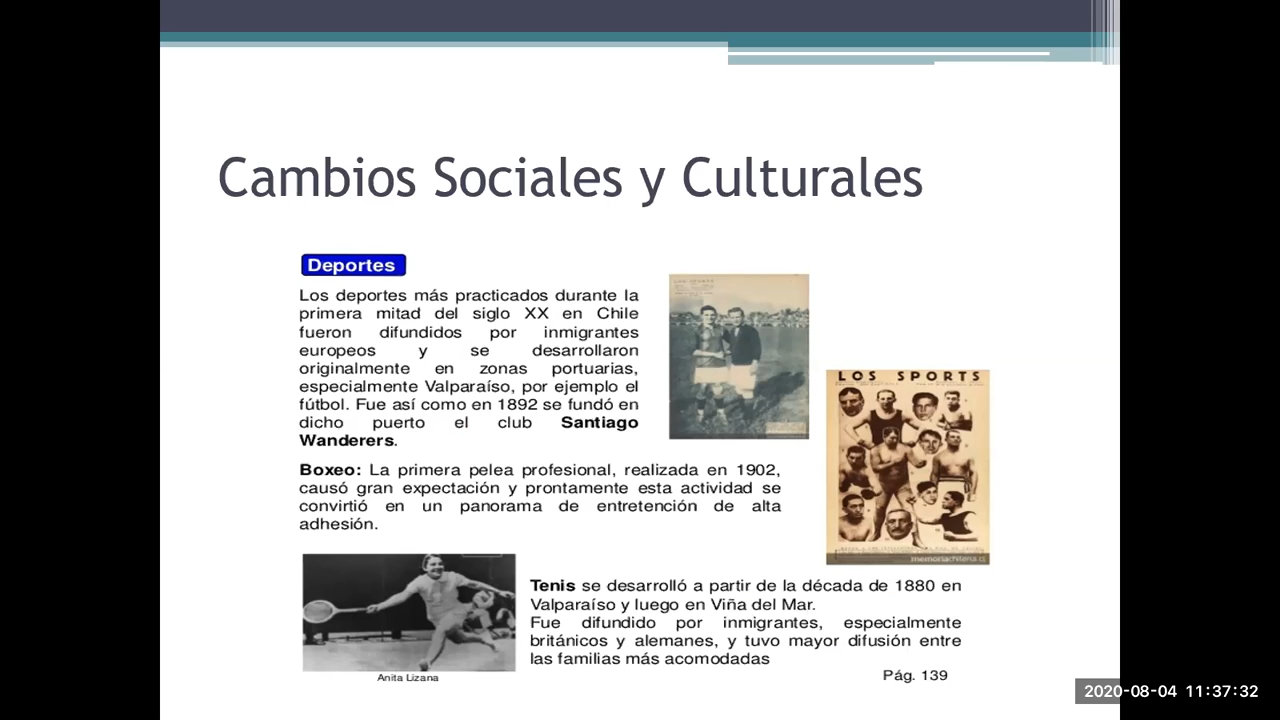 Cambios Sociales y Culturales
Deportes
Los deportes más practicados durante la
primera mitad del siglo XX en Chile
fueron difundidos por inmigrantes
europeos y se desarrollaron
originalmente en zonas portuarias,
especialmente Valparaíso, por ejemplo el
fútbol. Fue así como en 1892 se fundó en
dicho puerto el club Santiago
Wanderers.
LOS SPORTS
Boxeo: La primera pelea profesional, realizada en 1902,
causó gran expectación y prontamente esta actividad se
convirtió en un panorama de entretención de alta
adhesión.
memoriachilena.cl
Tenis se desarrolló a partir de la década de 1880 en
Valparaíso y luego en Viña del Mar.
Fue difundido por inmigrantes, especialmente
británicos y alemanes, y tuvo mayor difusión entre
las familias más acomodadas
Anita Lizana
Pág. 139
2020-08-04 11:37:32